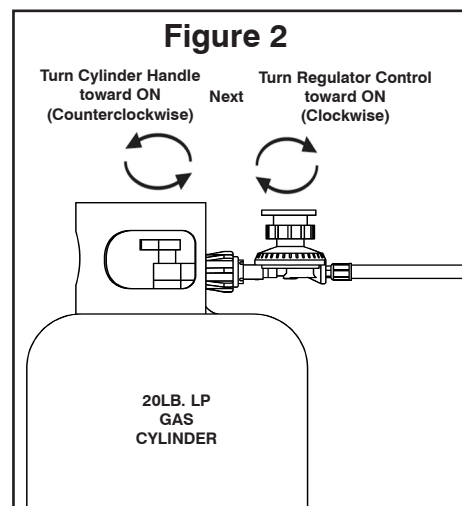 Figure 2
Turn Cylinder Handle
toward ON
(Counterclockwise)
Next
Turn Regulator Control
toward ON
(Clockwise)
20LB. LP
GAS
CYLINDER